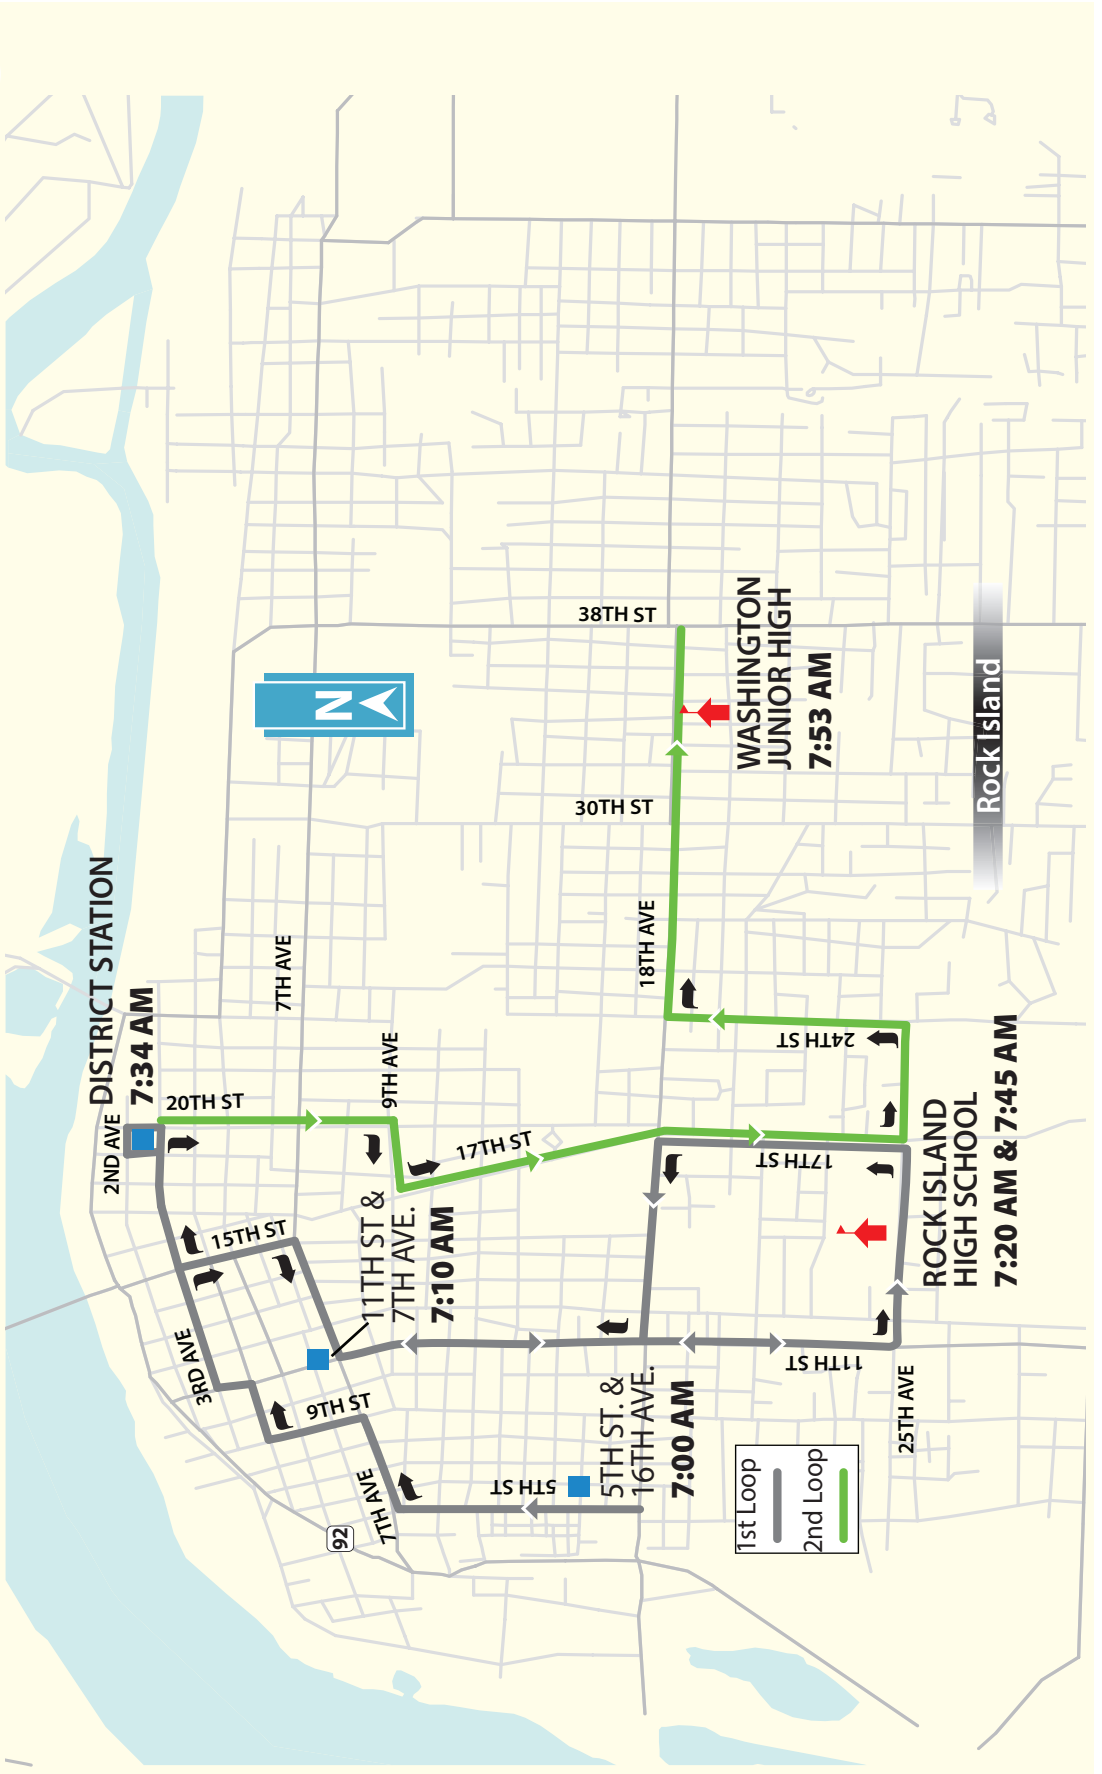 DISTRICT STATION
7:34 AM
2ND AVE
20TH ST
7TH AVE
9TH AVE
17TH ST
15TH ST
3RD AVE
11TH ST &
7TH AVE.
7:10 AM
9TH ST
7TH AVE
92
5TH ST
5TH ST. &
16TH AVE.
7:00 AM
11TH ST
25TH AVE
17TH ST
ROCK ISLAND
HIGH SCHOOL
7:20 AM & 7:45 AM
24TH ST
18TH AVE
30TH ST
38TH ST
WASHINGTON
JUNIOR HIGH
7:53 AM
N
Rock Island
1st Loop
2nd Loop